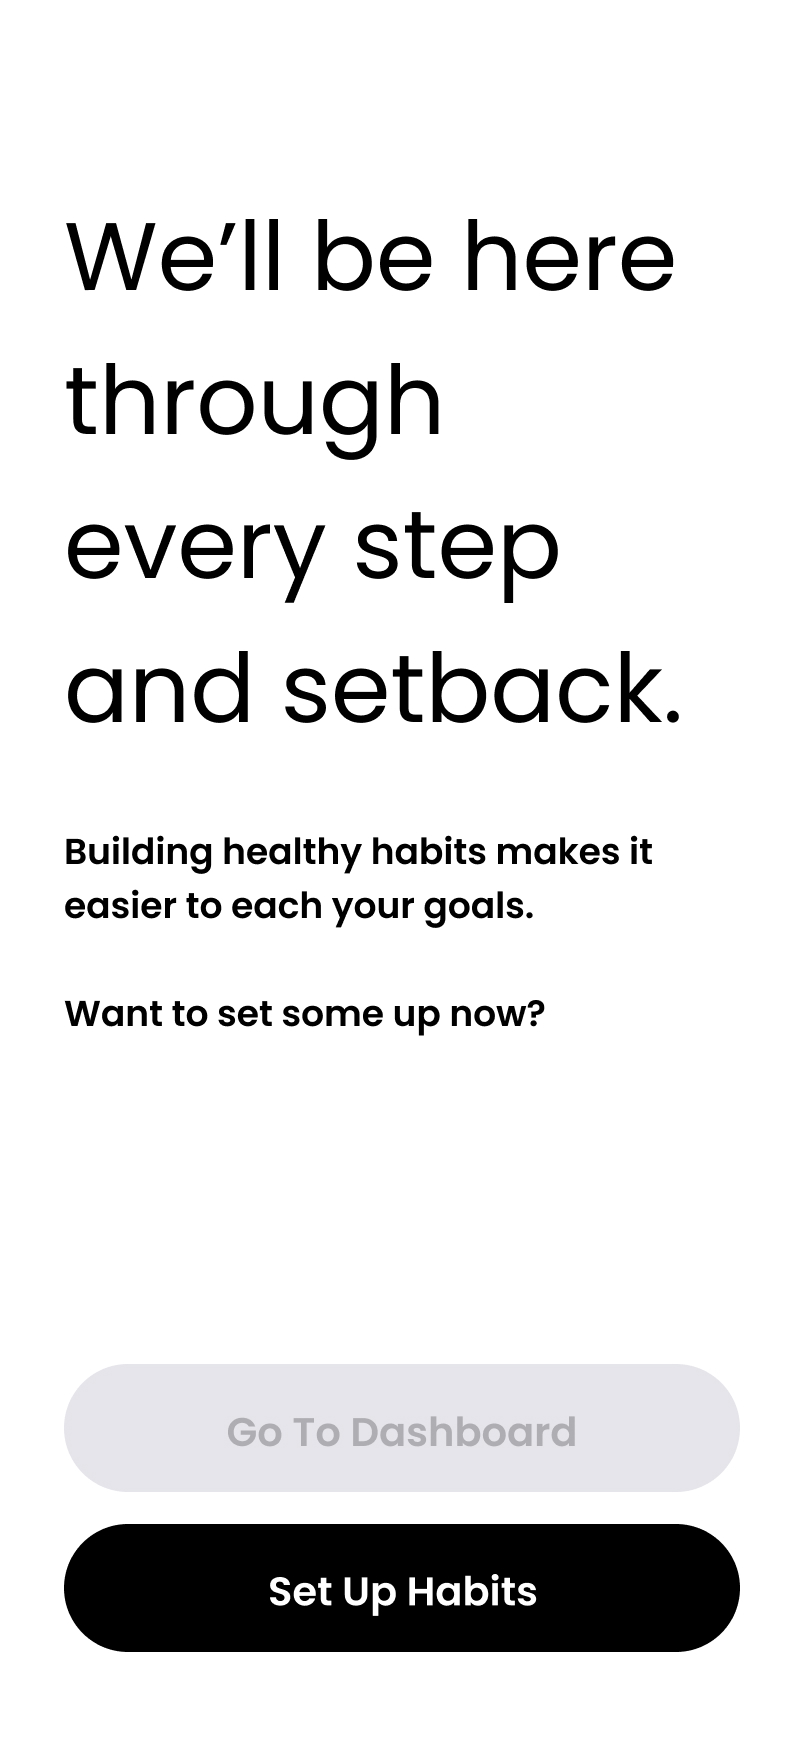 We’ll be here
through
every step
and setback.
Building healthy habits makes it
easier to each your goals.
Want to set some up now?
Go To Dashboard
Set Up Habits